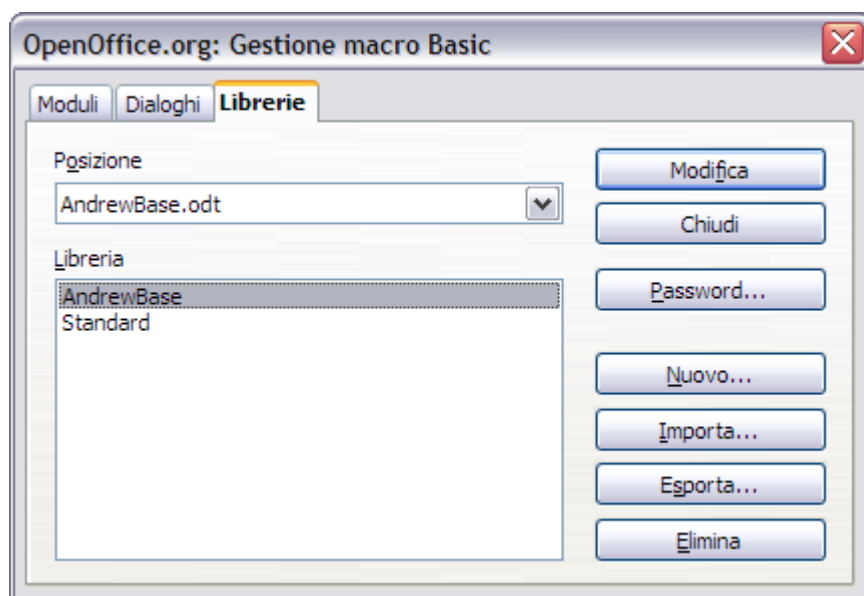 OpenOffice.org: Gestione macro Basic
Moduli Dialoghi Librerie
Posizione
AndrewBase.odt
Libreria
AndrewBase
Standard
Modifica
Chiudi
Password...
Nuovo...
Importa...
Esporta...
Elimina